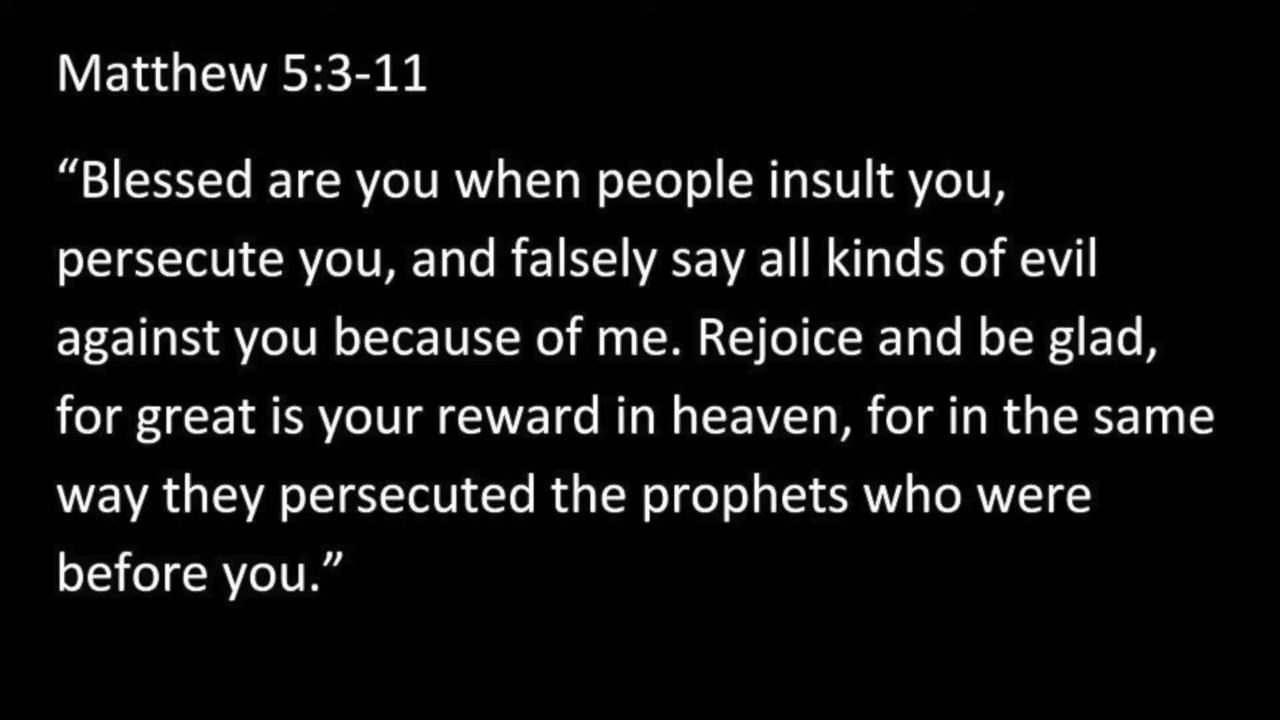 Matthew 5:3-11
“Blessed are you when people insult you,
persecute you, and falsely say all kinds of evil
against you because of me. Rejoice and be glad,
for great is your reward in heaven, for in the same
way they persecuted the prophets who were
before you.”